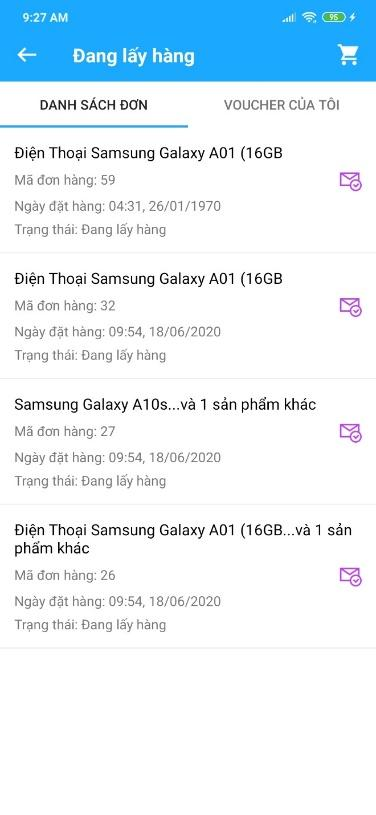 9:27 AM
95
Đang lấy hàng
DANH SÁCH ĐƠN
VOUCHER CỦA TÔI
Điện Thoại Samsung Galaxy A01 (16GB
Mã đơn hàng: 59
Ngày đặt hàng: 04:31, 26/01/1970
Trạng thái: Đang lấy hàng
Điện Thoại Samsung Galaxy A01 (16GB
Mã đơn hàng: 32
Ngày đặt hàng: 09:54, 18/06/2020
Trạng thái: Đang lấy hàng
Samsung Galaxy A10s...và 1 sản phẩm khác
Mã đơn hàng: 27
Ngày đặt hàng: 09:54, 18/06/2020
Trạng thái: Đang lấy hàng
Điện Thoại Samsung Galaxy A01 (16GB...và 1 sản
phẩm khác
Mã đơn hàng: 26
Ngày đặt hàng: 09:54, 18/06/2020
Trạng thái: Đang lấy hàng